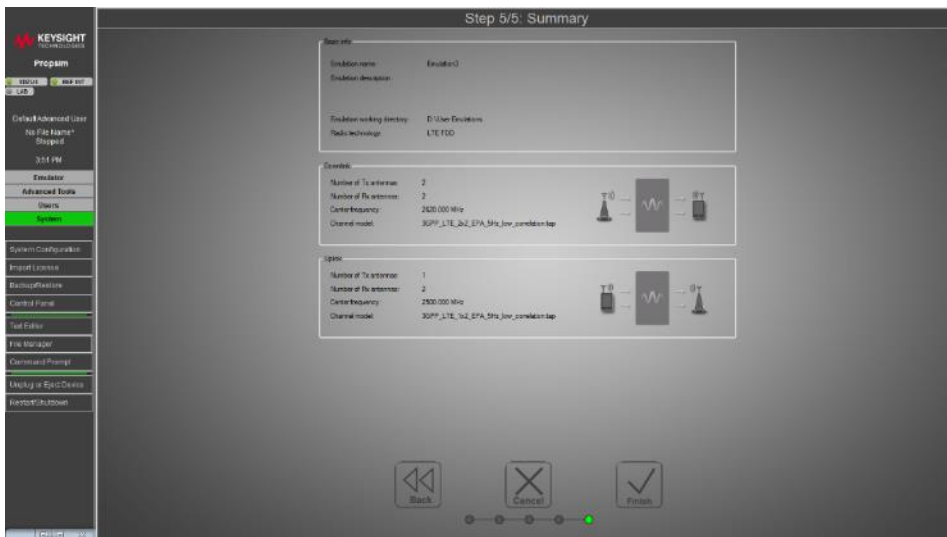 Step 5/5: Summary
KEYSIGHT
TECHNOLOGIES
Propsim
STATUS REF INT
LAB
Default Advanced User
No File Name*
Stopped
3:51 PM
Emulator
Advanced Tools
Users
System
System Configuration
Import License
Backup/Restore
Control Panel
Text Editor
File Manager
Command Prompt
Unplug or Eject Device
Restart/Shutdown
Basic info
Emulation name: Emulation3
Emulation description:
Emulation working directory: D:\User Emulations
Radio technology: LTE FDD
Downlink
Number of Tx antennas: 2
Number of Rx antennas: 2
Center frequency: 2620.000 MHz
Channel model: 3GPP_LTE_2x2_EPA_5Hz_low_correlation.tap
Uplink
Number of Tx antennas: 1
Number of Rx antennas: 2
Center frequency: 2500.000 MHz
Channel model: 3GPP_LTE_1x2_EPA_5Hz_low_correlation.tap
Back
Cancel
Finish